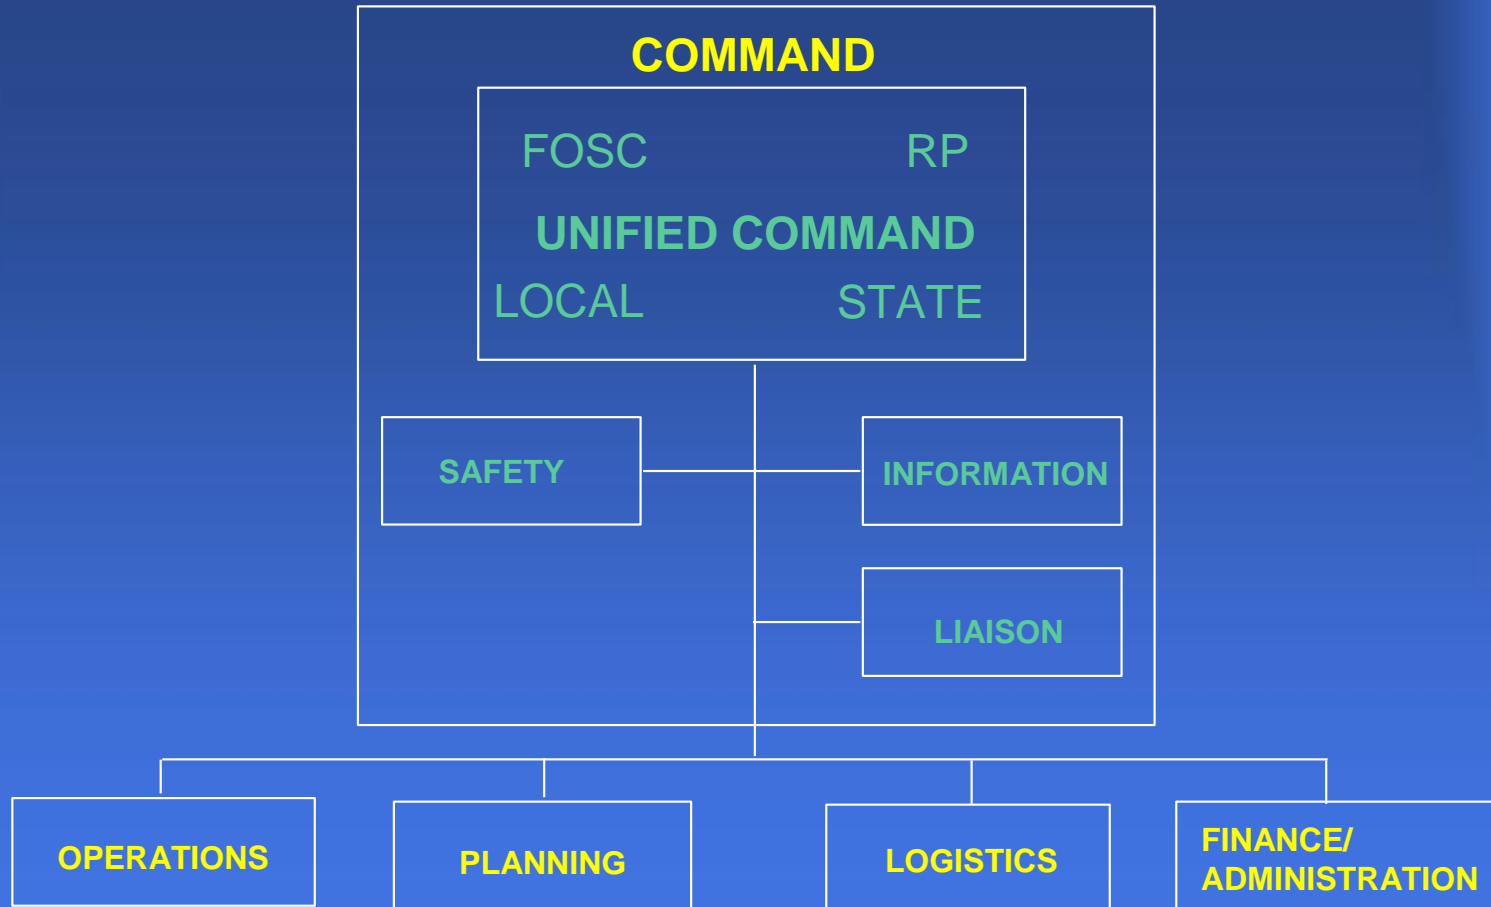 COMMAND
FOSC RP
UNIFIED COMMAND
LOCAL STATE
SAFETY
INFORMATION
LIAISON
OPERATIONS
PLANNING
LOGISTICS
FINANCE/
ADMINISTRATION